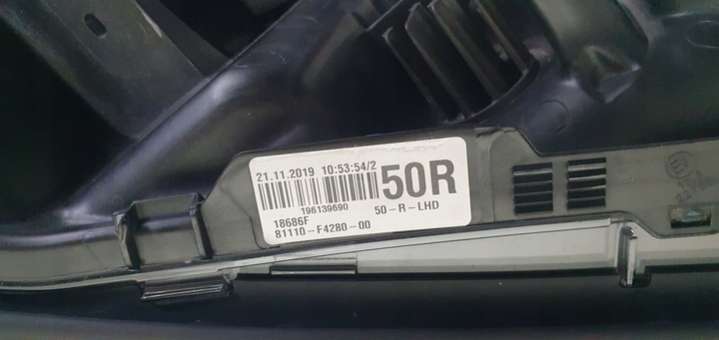 21.11.2019 10:53:54/2
50R
196139690 50-R-LHD
18686F
81110-F4280-00